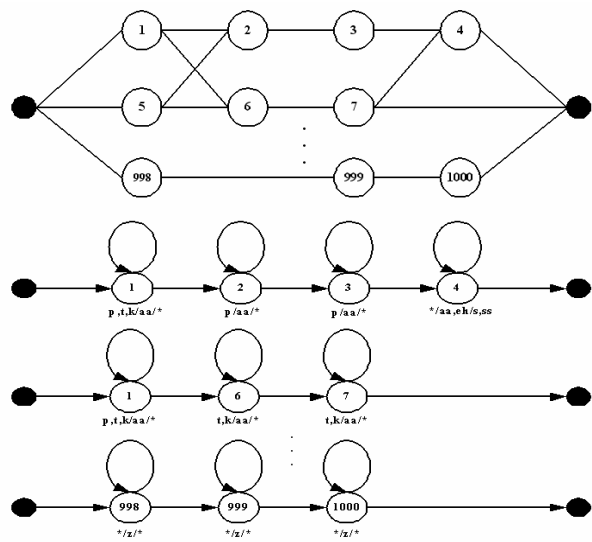 1 2 3 4
5 6 7
998 999 1000
1 2 3 4
p,t,k/aa/* p/aa/* p/aa/* */aa,eh/s,ss
1 6 7
p,t,k/aa/* t,k/aa/* t,k/aa/*
998 999 1000
*/z/* */z/* */z/*